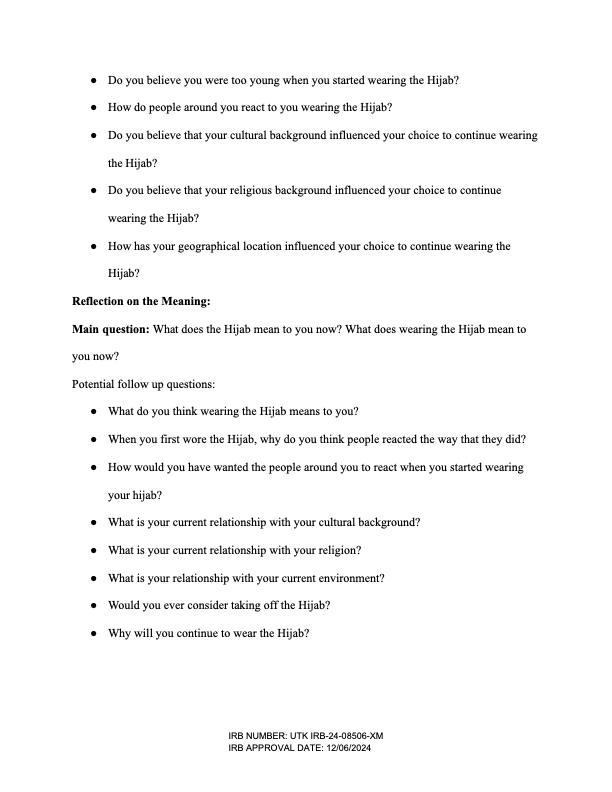 ● Do you believe you were too young when you started wearing the Hijab?
● How do people around you react to you wearing the Hijab?
● Do you believe that your cultural background influenced your choice to continue wearing
the Hijab?
● Do you believe that your religious background influenced your choice to continue
wearing the Hijab?
● How has your geographical location influenced your choice to continue wearing the
Hijab?
Reflection on the Meaning:
Main question: What does the Hijab mean to you now? What does wearing the Hijab mean to
you now?
Potential follow up questions:
● What do you think wearing the Hijab means to you?
● When you first wore the Hijab, why do you think people reacted the way that they did?
● How would you have wanted the people around you to react when you started wearing
your hijab?
● What is your current relationship with your cultural background?
● What is your current relationship with your religion?
● What is your relationship with your current environment?
● Would you ever consider taking off the Hijab?
● Why will you continue to wear the Hijab?
IRB NUMBER: UTK IRB-24-08506-XM
IRB APPROVAL DATE: 12/06/2024